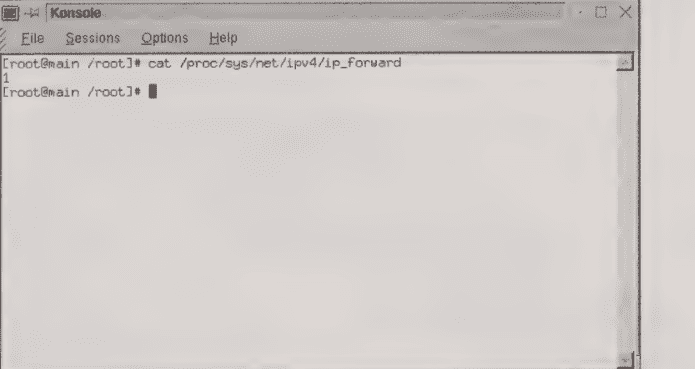 Konsole
File Sessions Options Help
[root@main /root]# cat /proc/sys/net/ipv4/ip_forward
1
[root@main /root]#